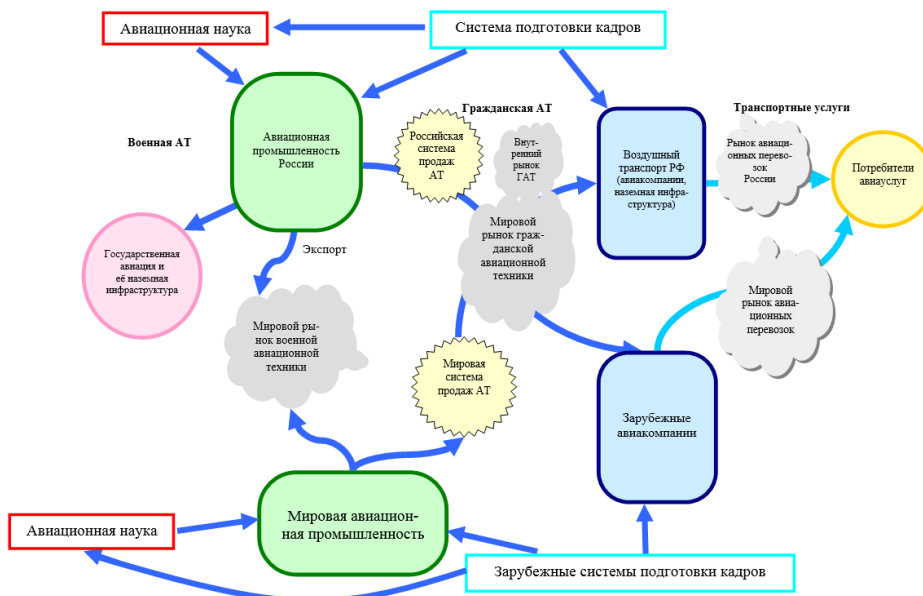 Авиационная наука
Система подготовки кадров
Гражданская АТ
Транспортные услуги
Военная АТ
Авиационная
промышленность
России
Российская
система
продаж
АТ
Внут-
ренний
рынок
ГАТ
Воздушный
транспорт РФ
(авиакомпании,
наземная инфра-
структура)
Рынок авиаци-
онных перево-
зок
России
Потребители
авиауслуг
Государственная
авиация и
её наземная
инфраструктура
Экспорт
Мировой
рынок граж-
данской
авиационной
техники
Мировой ры-
нок военной
авиационной
техники
Мировой
рынок авиа-
ционных
перевозок
Мировая
система
продаж АТ
Зарубежные
авиакомпании
Мировая авиацион-
ная промышленность
Авиационная наука
Зарубежные системы подготовки кадров